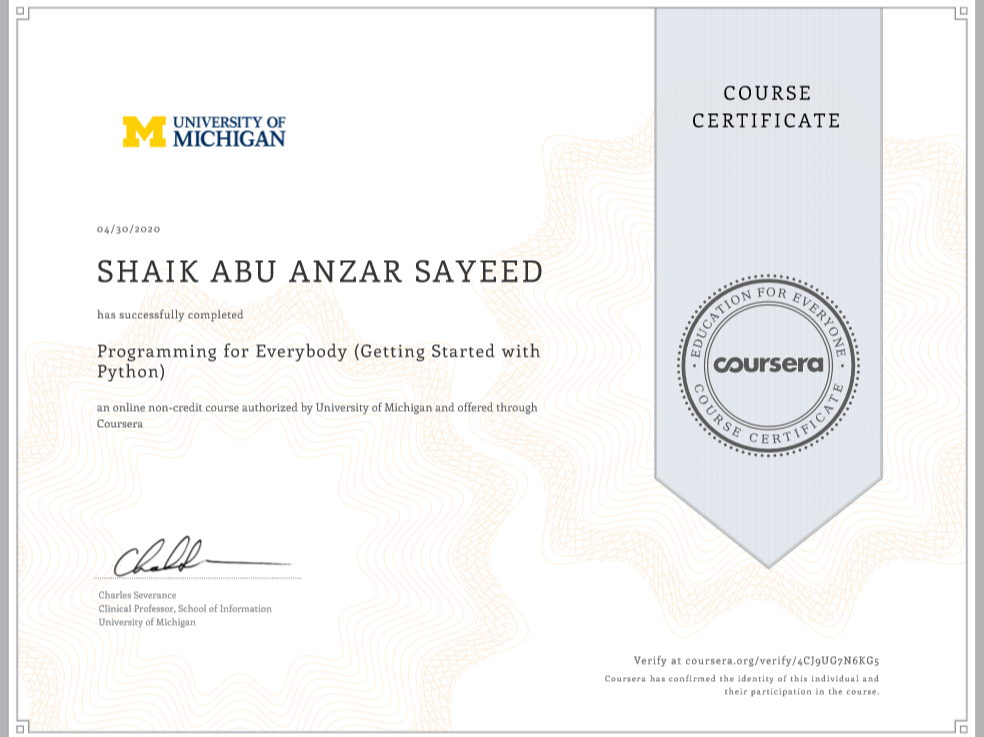 UNIVERSITY OF
MICHIGAN
COURSE
CERTIFICATE
04/30/2020
SHAIK ABU ANZAR SAYEED
has successfully completed
Programming for Everybody (Getting Started with
Python)
an online non-credit course authorized by University of Michigan and offered through
Coursera
EDUCATION FOR EVERYONE
coursera
COURSE CERTIFICATE
Charles Severance
Clinical Professor, School of Information
University of Michigan
Verify at coursera.org/verify/4CJ9UG7N6KG5
Coursera has confirmed the identity of this individual and
their participation in the course.